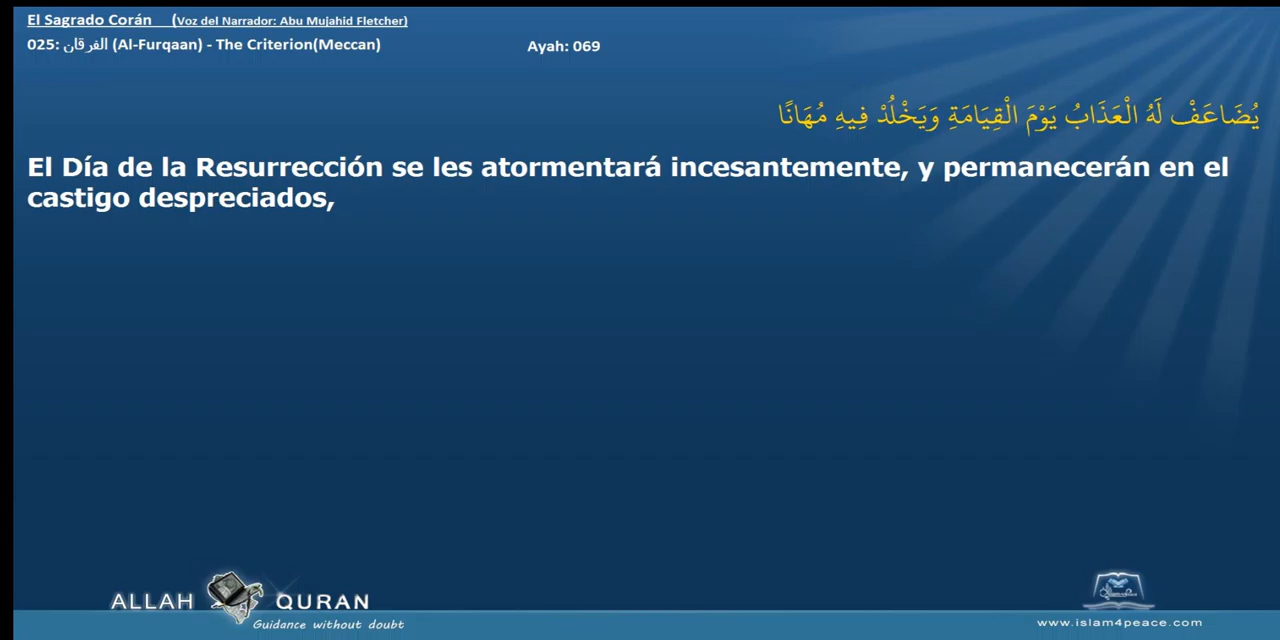 El Sagrado Corán (Voz del Narrador: Abu Mujahid Fletcher)
025: الفرقان (Al-Furqaan) - The Criterion(Meccan) Ayah: 069
يُضَاعَفْ لَهُ الْعَذَابُ يَوْمَ الْقِيَامَةِ وَيَخْلُدْ فِيهِ مُهَانًا
El Día de la Resurrección se les atormentará incesantemente, y permanecerán en el
castigo despreciados,
ALLAH QURAN
Guidance without doubt
www.islam4peace.com